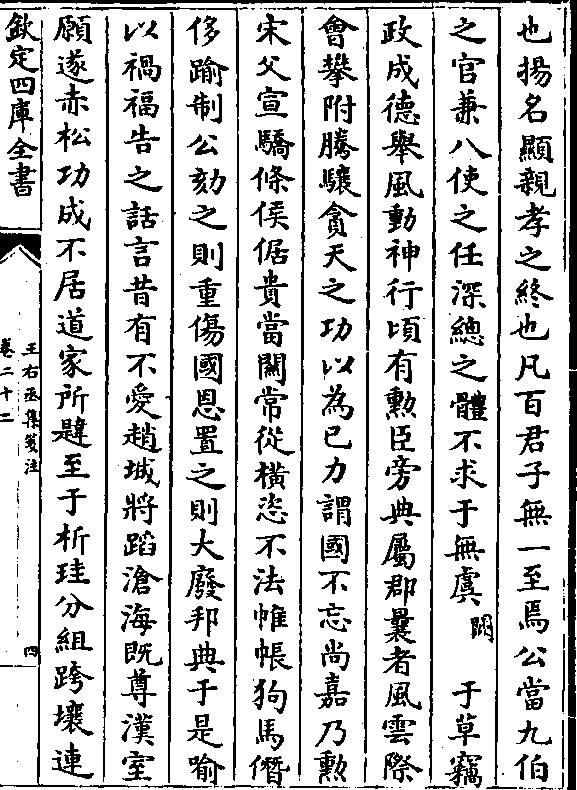 也揚名顯親孝之終也凡百君子無一至焉公當九伯
之官兼八使之任深總之體不求于無虞闕于草竊
政成德舉風動神行頃有勲臣旁典屬郡曩者風雲際
會攀附騰驤貪天之功以為已力謂國不忘尚嘉乃勲
宋父宣驕條侯倨貴當關常從橫恣不法帷帳狗馬僭
侈踰制公劾之則重傷國恩置之則大廢邦典于是喻
以禍福告之話言昔有不愛趙城將蹈滄海既尊漢室
願遂赤松功成不居道家所韙至于析珪分組跨壤連
欽定四庫全書
王右丞集箋注
卷二十二
四